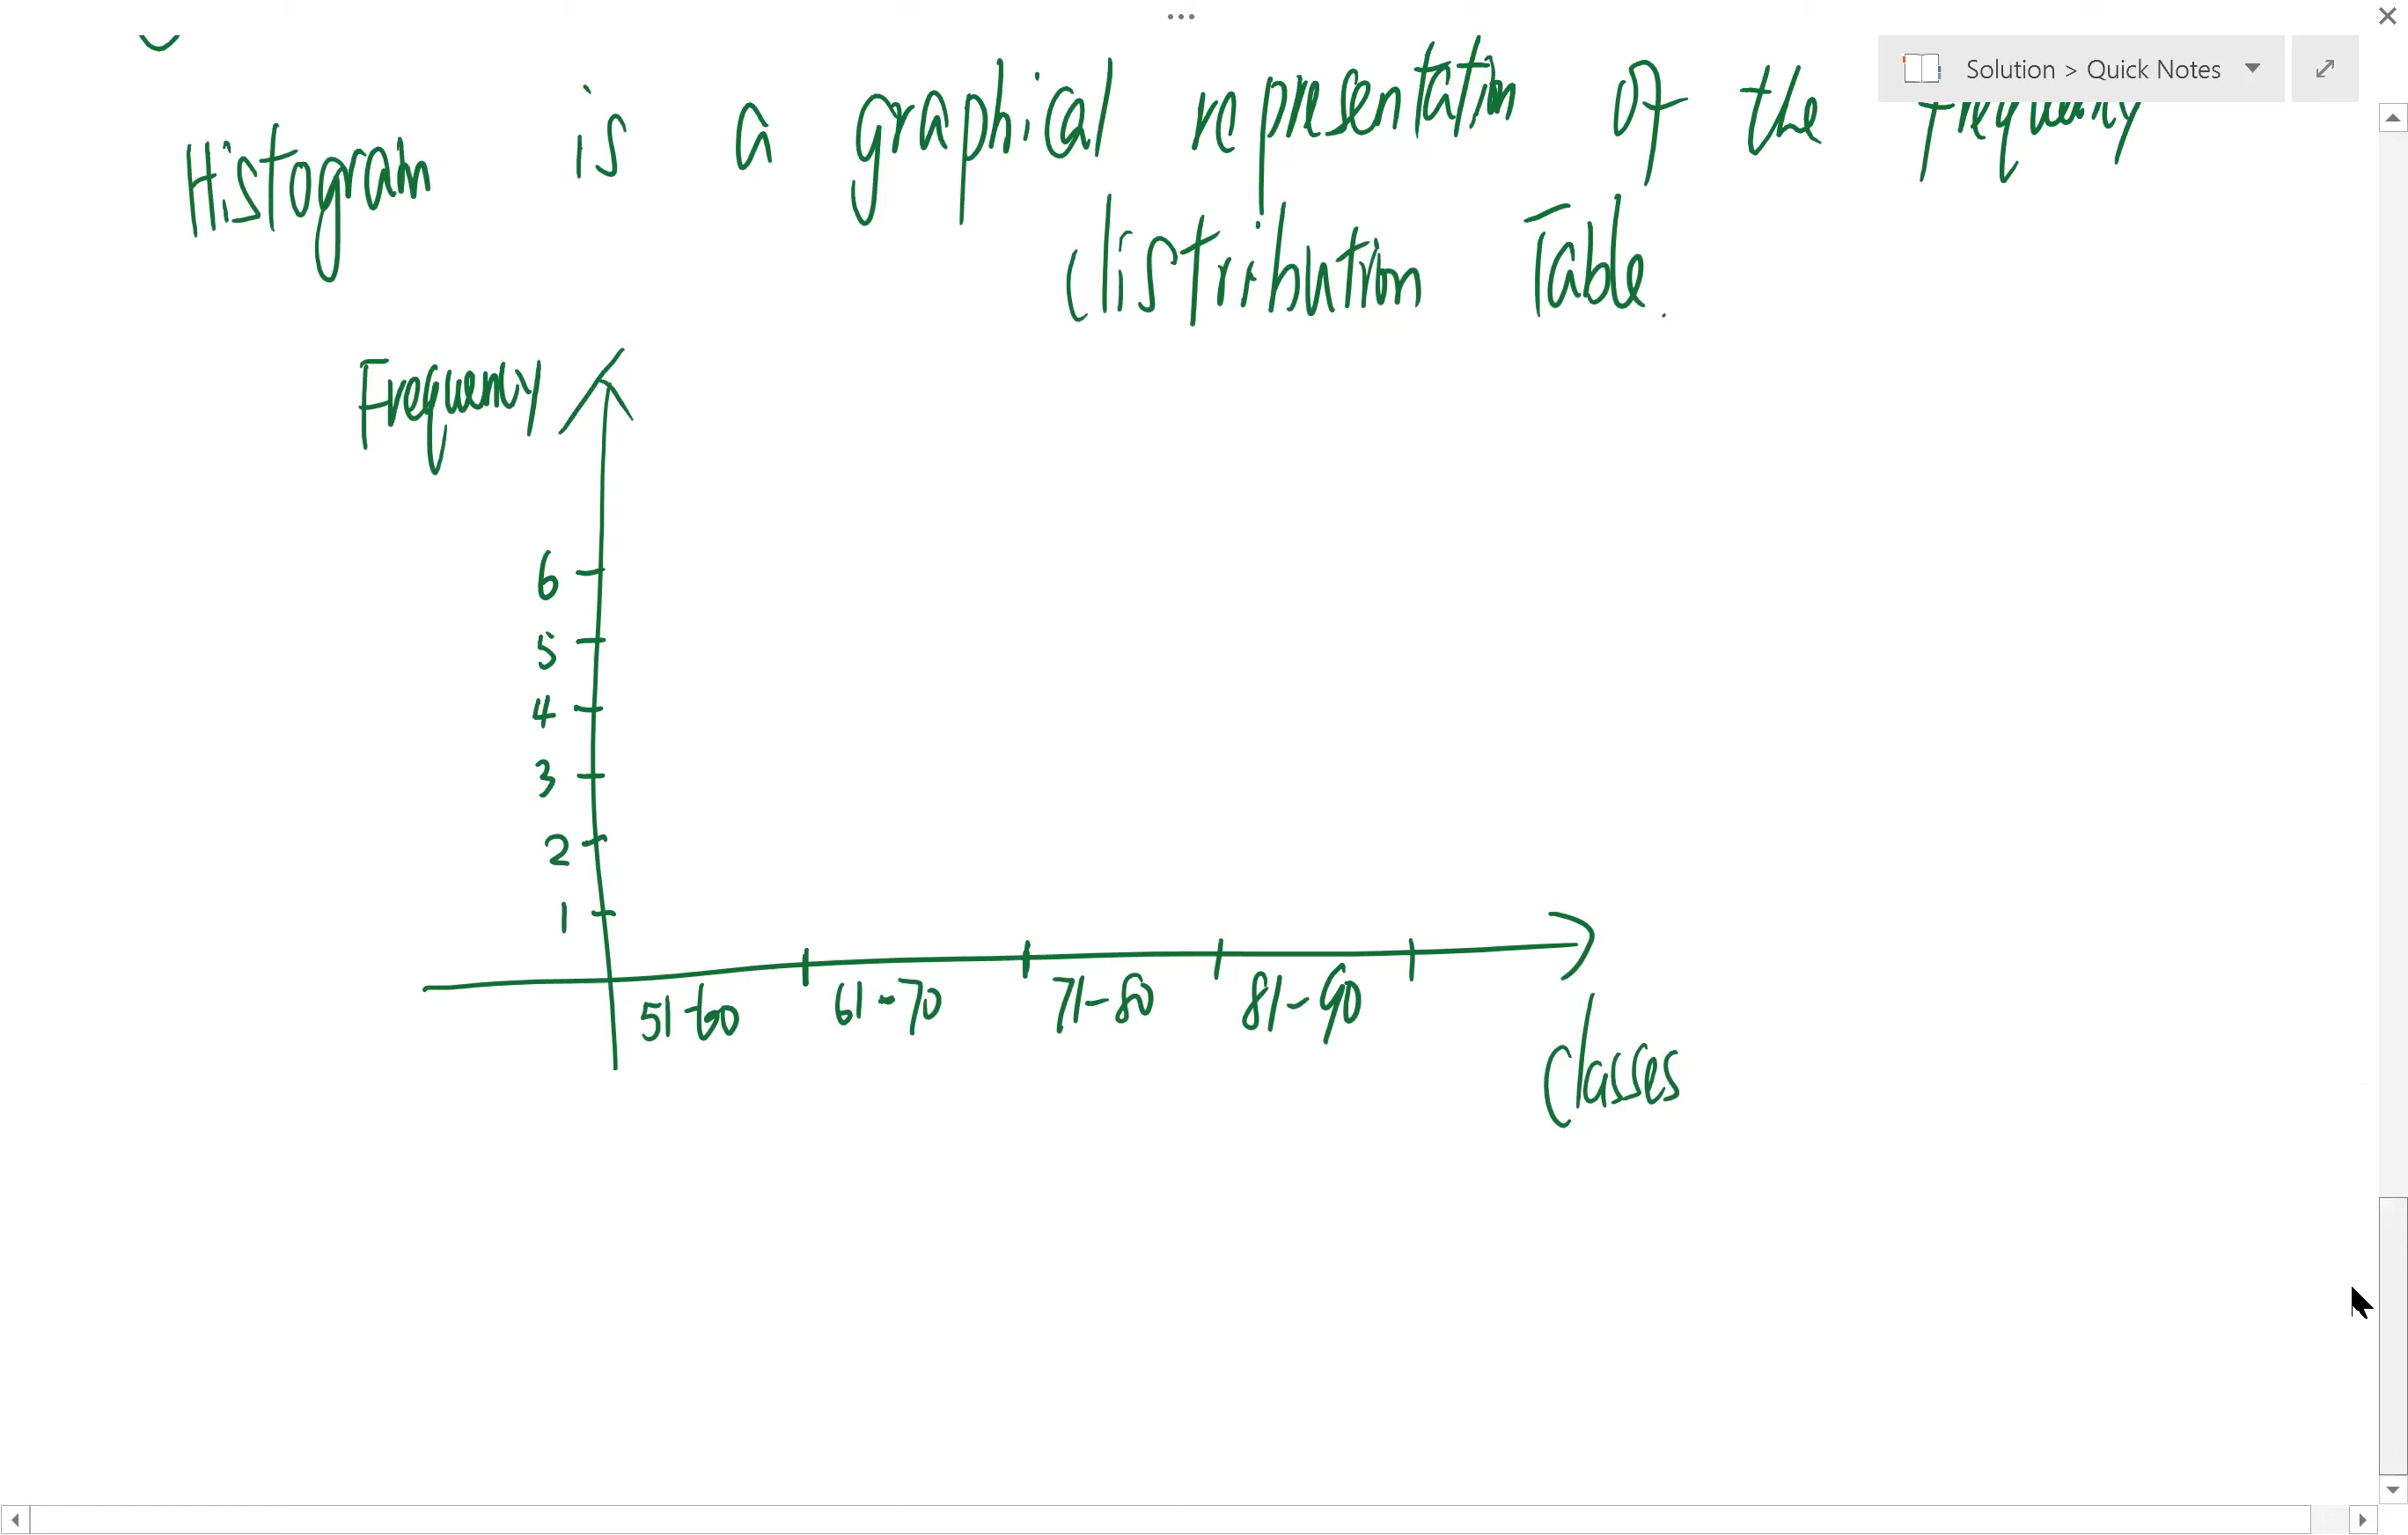 Solution > Quick Notes
Histogram is a graphical representation of the frequency
distribution Table.
Frequency
6
5
4
3
2
1
51-60 61-70 71-80 81-90
Classes